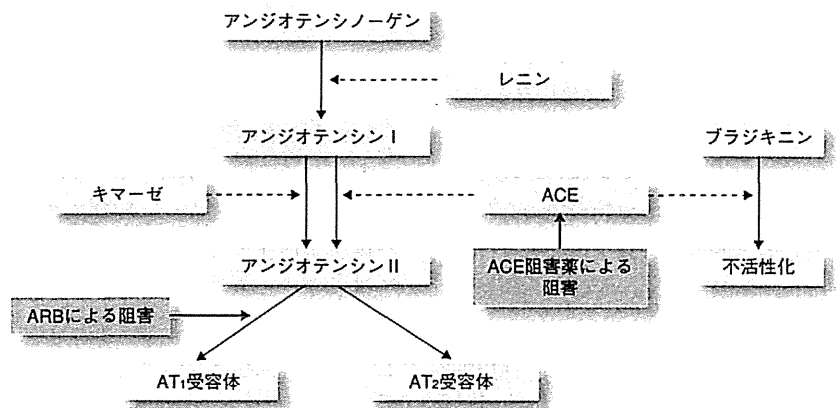 アンジオテンシノーゲン
レニン
アンジオテンシンⅠ
ブラジキニン
キマーゼ
ACE
アンジオテンシンⅡ
ACE阻害薬による
阻害
不活性化
ARBによる阻害
AT₁受容体
AT₂受容体